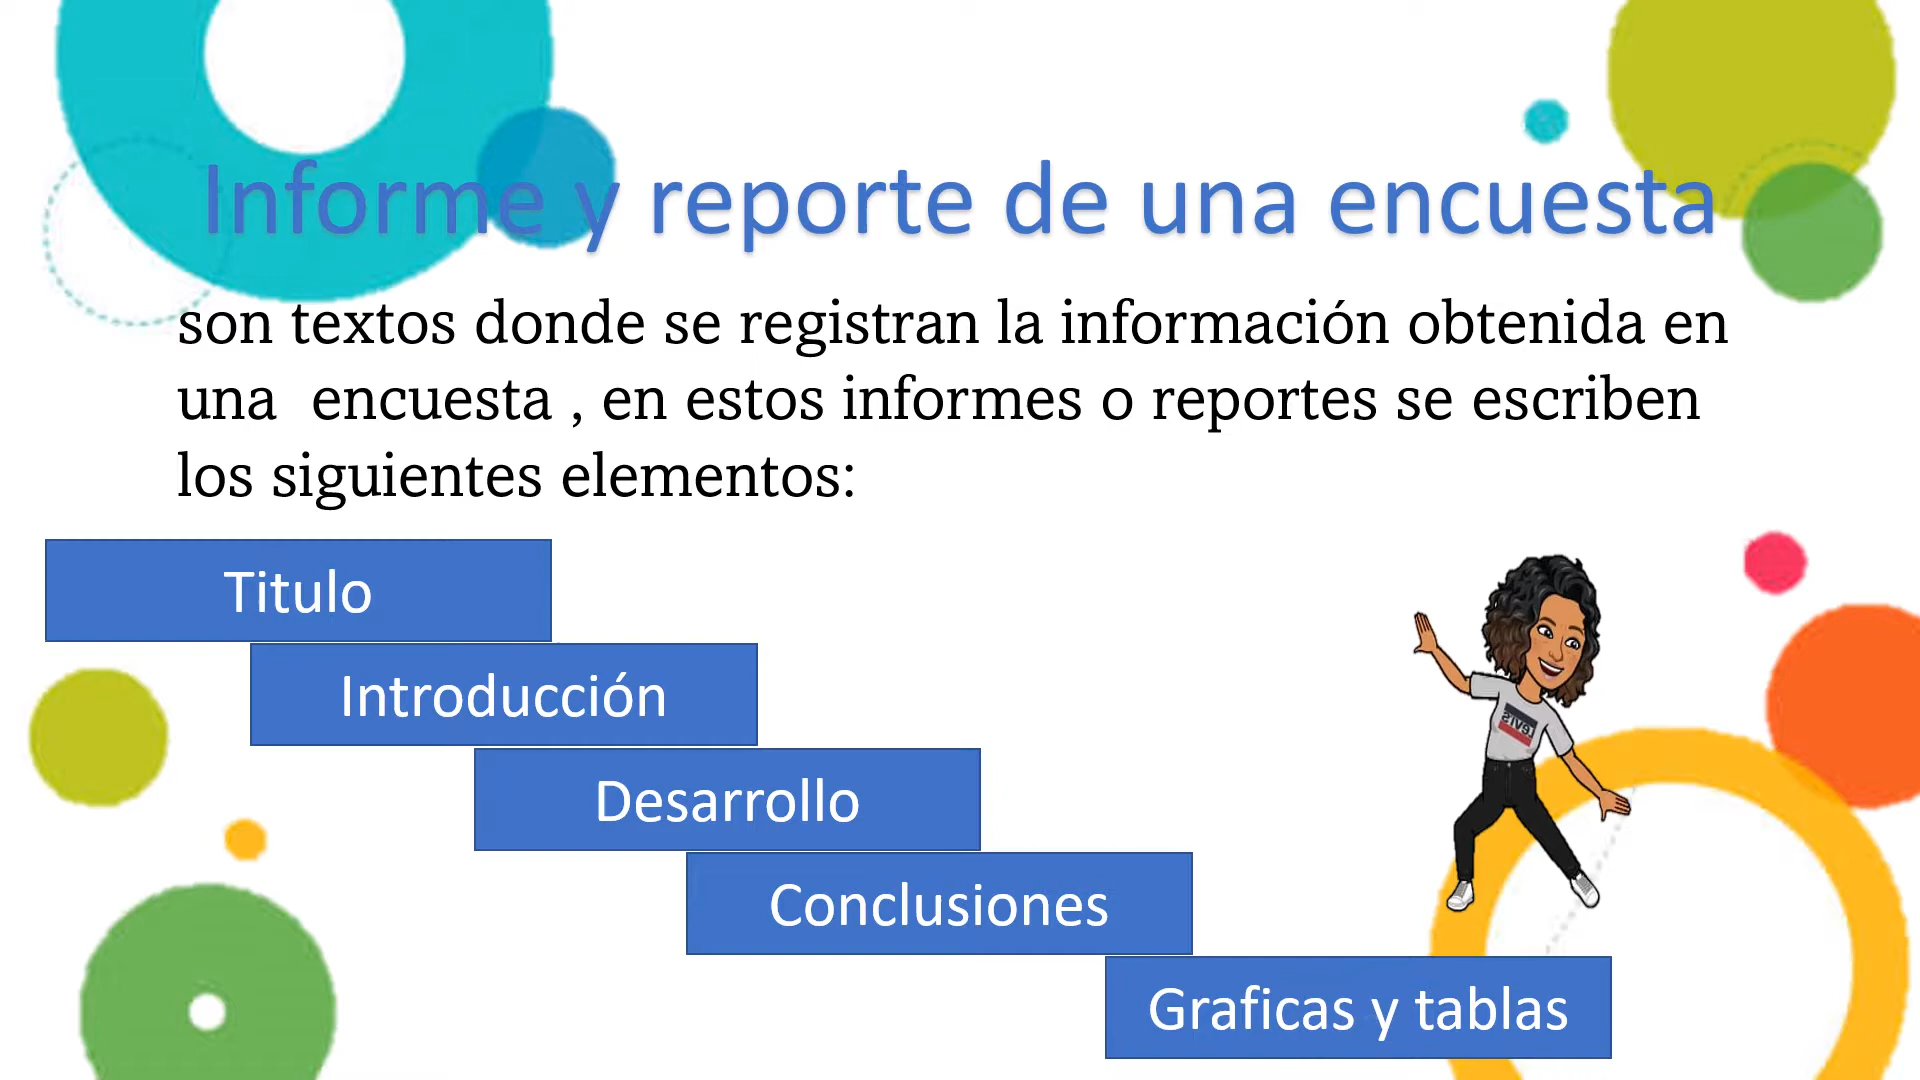 Informe y reporte de una encuesta
son textos donde se registran la información obtenida en
una  encuesta , en estos informes o reportes se escriben
los siguientes elementos:
Titulo
Introducción
Desarrollo
LEVI'S
Conclusiones
Graficas y tablas